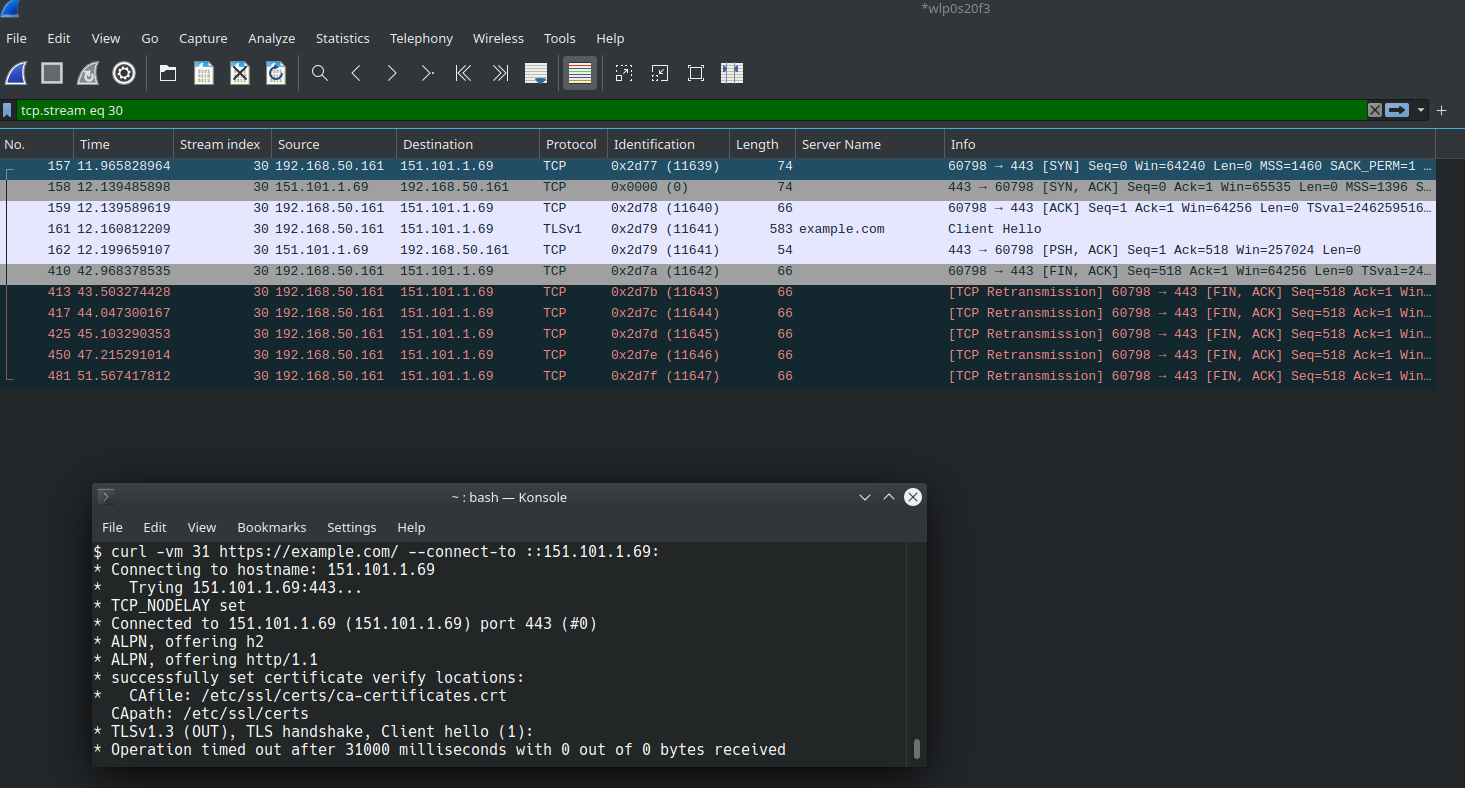 *wlp0s20f3
File Edit View Go Capture Analyze Statistics Telephony Wireless Tools Help
tcp.stream eq 30
No. Time Stream index Source Destination Protocol Identification Length Server Name Info
157 11.965828964 30 192.168.50.161 151.101.1.69 TCP 0x2d77 (11639) 74 60798 → 443 [SYN] Seq=0 Win=64240 Len=0 MSS=1460 SACK_PERM=1 …
158 12.139485898 30 151.101.1.69 192.168.50.161 TCP 0x0000 (0) 74 443 → 60798 [SYN, ACK] Seq=0 Ack=1 Win=65535 Len=0 MSS=1396 S…
159 12.139589619 30 192.168.50.161 151.101.1.69 TCP 0x2d78 (11640) 66 60798 → 443 [ACK] Seq=1 Ack=1 Win=64256 Len=0 TSval=246259516…
161 12.160812209 30 192.168.50.161 151.101.1.69 TLSv1 0x2d79 (11641) 583 example.com Client Hello
162 12.199659107 30 151.101.1.69 192.168.50.161 TCP 0x2d79 (11641) 54 443 → 60798 [PSH, ACK] Seq=1 Ack=518 Win=257024 Len=0
410 42.968378535 30 192.168.50.161 151.101.1.69 TCP 0x2d7a (11642) 66 60798 → 443 [FIN, ACK] Seq=518 Ack=1 Win=64256 Len=0 TSval=24…
413 43.503274428 30 192.168.50.161 151.101.1.69 TCP 0x2d7b (11643) 66 [TCP Retransmission] 60798 → 443 [FIN, ACK] Seq=518 Ack=1 Win…
417 44.047300167 30 192.168.50.161 151.101.1.69 TCP 0x2d7c (11644) 66 [TCP Retransmission] 60798 → 443 [FIN, ACK] Seq=518 Ack=1 Win…
425 45.103290353 30 192.168.50.161 151.101.1.69 TCP 0x2d7d (11645) 66 [TCP Retransmission] 60798 → 443 [FIN, ACK] Seq=518 Ack=1 Win…
450 47.215291014 30 192.168.50.161 151.101.1.69 TCP 0x2d7e (11646) 66 [TCP Retransmission] 60798 → 443 [FIN, ACK] Seq=518 Ack=1 Win…
481 51.567417812 30 192.168.50.161 151.101.1.69 TCP 0x2d7f (11647) 66 [TCP Retransmission] 60798 → 443 [FIN, ACK] Seq=518 Ack=1 Win…
~ : bash — Konsole
File Edit View Bookmarks Settings Help
$ curl -vm 31 https://example.com/ --connect-to ::151.101.1.69:
* Connecting to hostname: 151.101.1.69
*   Trying 151.101.1.69:443...
* TCP_NODELAY set
* Connected to 151.101.1.69 (151.101.1.69) port 443 (#0)
* ALPN, offering h2
* ALPN, offering http/1.1
* successfully set certificate verify locations:
*   CAfile: /etc/ssl/certs/ca-certificates.crt
  CApath: /etc/ssl/certs
* TLSv1.3 (OUT), TLS handshake, Client hello (1):
* Operation timed out after 31000 milliseconds with 0 out of 0 bytes received